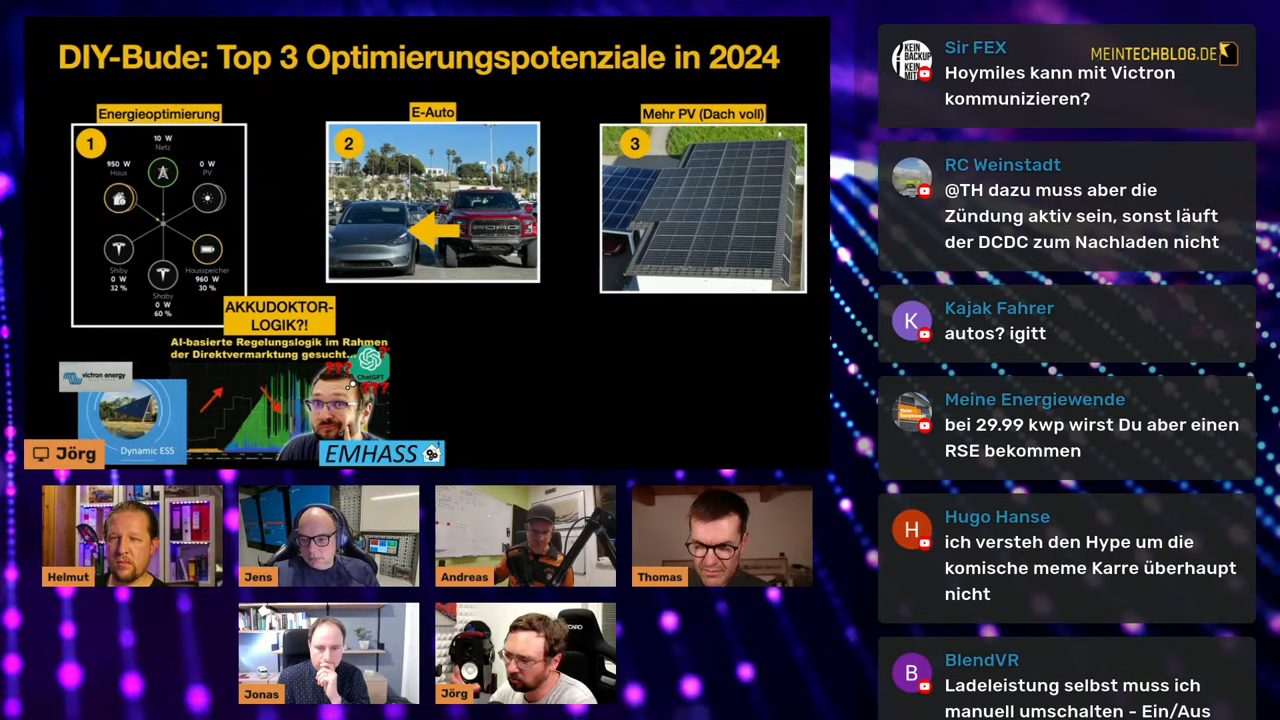 DIY-Bude: Top 3 Optimierungspotenziale in 2024
Energieoptimierung
1
10 W
Netz
950 W
Haus
0 W
PV
Shiby
0 W
32 %
Shaby
0 W
60 %
Hausspeicher
960 W
30 %
E-Auto
2
FORD
Mehr PV (Dach voll)
3
AKKUDOKTOR-
LOGIK?!
AI-basierte Regelungslogik im Rahmen
der Direktvermarktung gesucht...
???
?
ChatGPT
???
victron energy
Dynamic ESS
EMHASS
Jörg
Helmut
Jens
Andreas
Thomas
Jonas
Jörg
MEINTECHBLOG.DE
KEIN
BACKUP
KEIN
Sir FEX
Hoymiles kann mit Victron
kommunizieren?
RC Weinstadt
@TH dazu muss aber die
Zündung aktiv sein, sonst läuft
der DCDC zum Nachladen nicht
K
Kajak Fahrer
autos? igitt
Meine Energiewende
bei 29.99 kwp wirst Du aber einen
RSE bekommen
H
Hugo Hanse
ich versteh den Hype um die
komische meme Karre überhaupt
nicht
B
BlendVR
Ladeleistung selbst muss ich
manuell umschalten - Ein/Aus